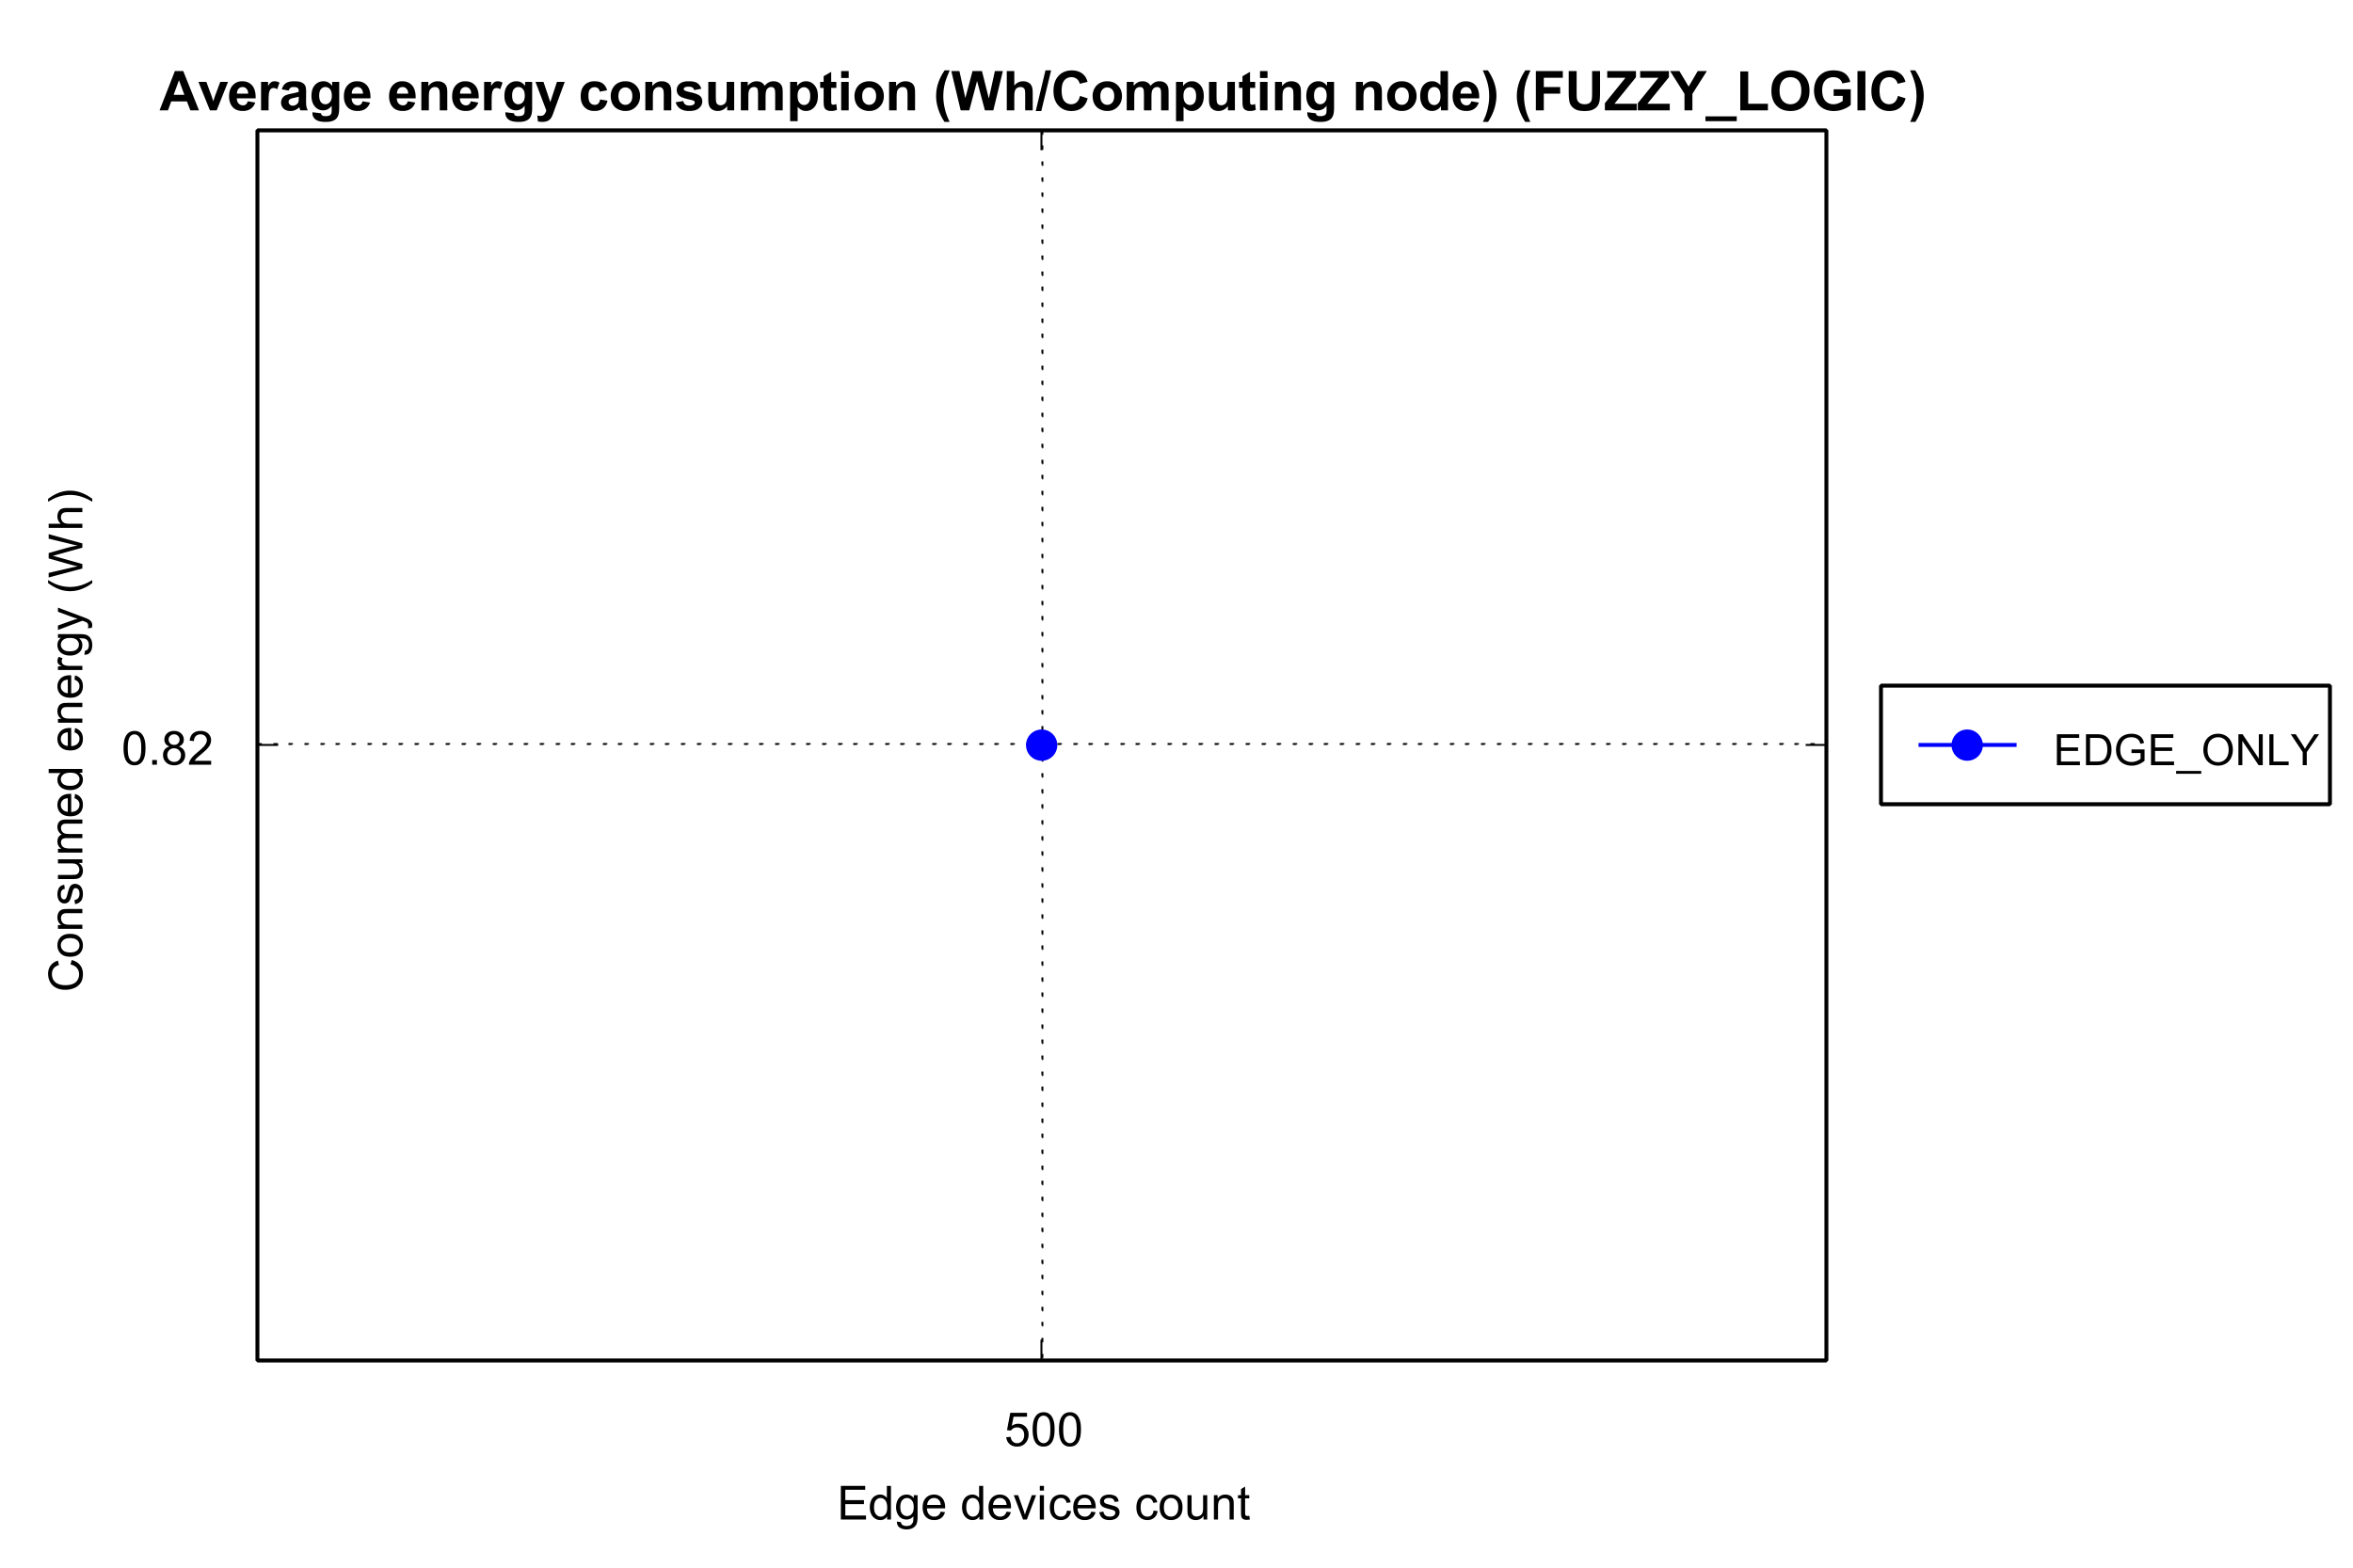 Average energy consumption (Wh/Computing node) (FUZZY_LOGIC)
Consumed energy (Wh)
0.82
EDGE_ONLY
500
Edge devices count